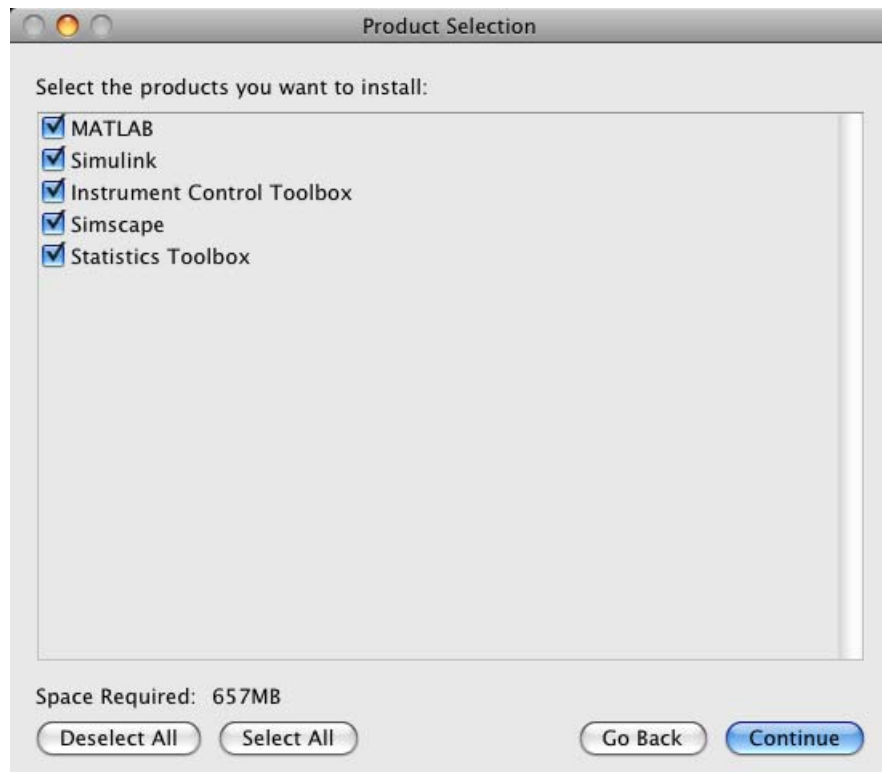 Product Selection
Select the products you want to install:
MATLAB
Simulink
Instrument Control Toolbox
Simscape
Statistics Toolbox
Space Required: 657MB
Deselect All Select All Go Back Continue